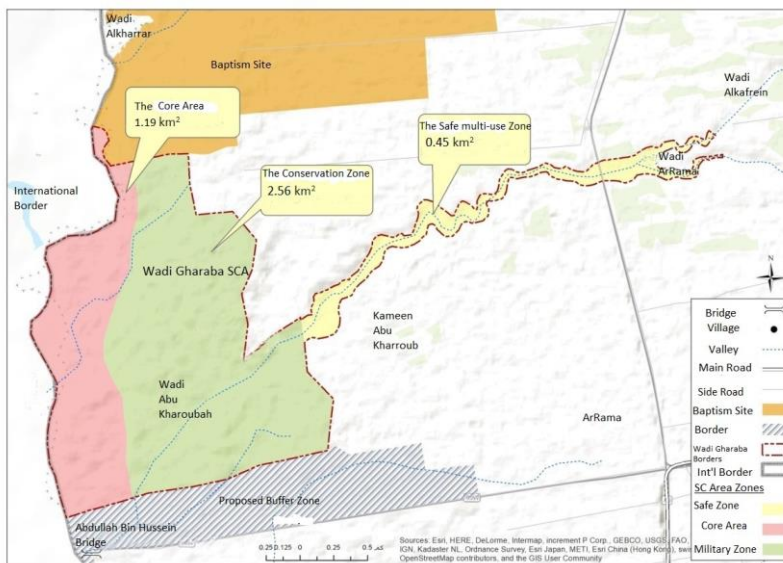 Wadi
Alkharrar
Baptism Site
Wadi
Alkafrein
The Core Area
1.19 km²
The Safe multi-use Zone
0.45 km²
The Conservation Zone
2.56 km²
Wadi
ArRama
International
Border
Wadi Gharaba SCA
N
Kameen
Abu
Kharroub
Wadi
Abu
Kharoubah
ArRama
Proposed Buffer Zone
Abdullah Bin Hussein
Bridge
0.25 0.125 0 0.5
Bridge
Village
Valley
Main Road
Side Road
Baptism Site
Border
Wadi Gharaba
Borders
Int'l Border
SC Area Zones
Safe Zone
Core Area
Military Zone
Sources: Esri, HERE, DeLorme, Intermap, increment P Corp., GEBCO, USGS, FAO,
IGN, Kadaster NL, Ordnance Survey, Esri Japan, METI, Esri China (Hong Kong),
OpenStreetMap contributors, and the GIS User Community